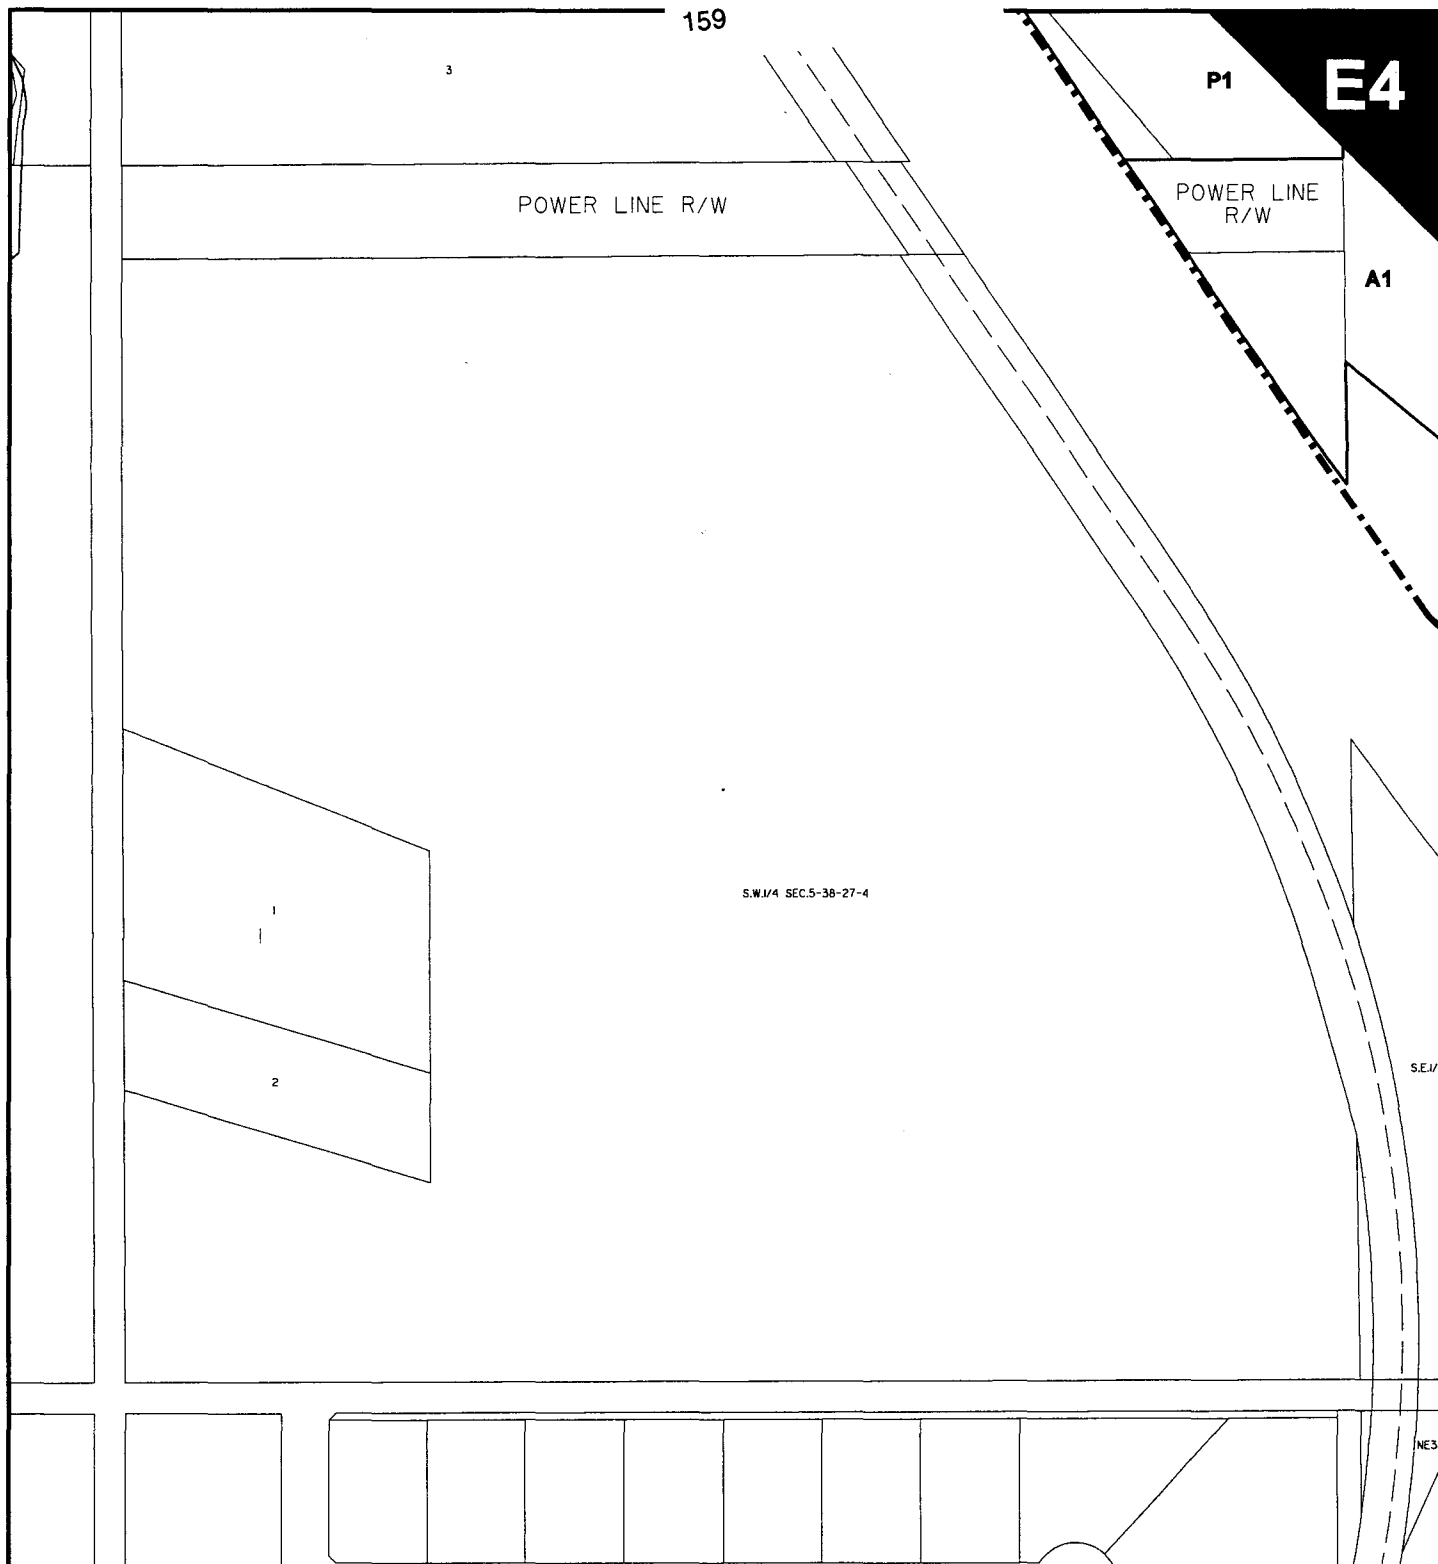 159
3
P1
E4
POWER LINE R/W
POWER LINE
R/W
A1
1
S.W.1/4 SEC.5-38-27-4
S.E.1/
2
NE3